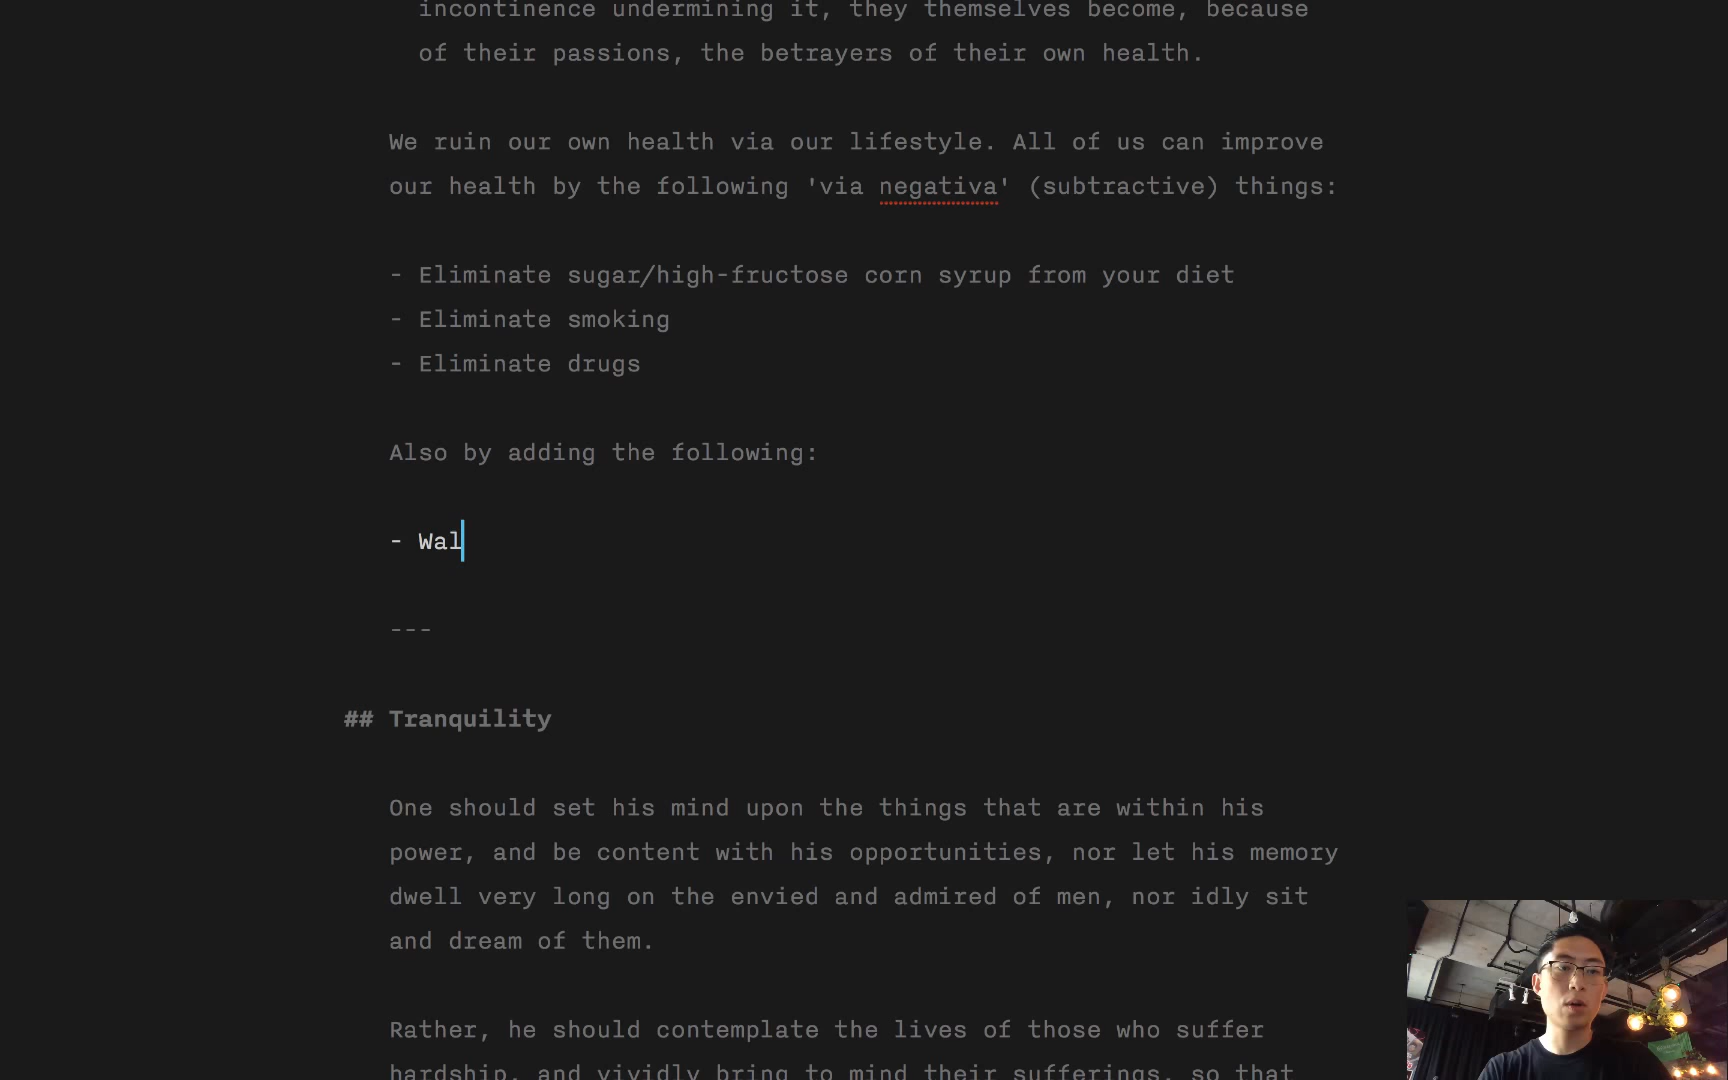 incontinence undermining it, they themselves become, because
of their passions, the betrayers of their own health.
We ruin our own health via our lifestyle. All of us can improve
our health by the following 'via negativa' (subtractive) things:
- Eliminate sugar/high-fructose corn syrup from your diet
- Eliminate smoking
- Eliminate drugs
Also by adding the following:
- Wal
---
## Tranquility
One should set his mind upon the things that are within his
power, and be content with his opportunities, nor let his memory
dwell very long on the envied and admired of men, nor idly sit
and dream of them.
Rather, he should contemplate the lives of those who suffer
hardship, and vividly bring to mind their sufferings, so that